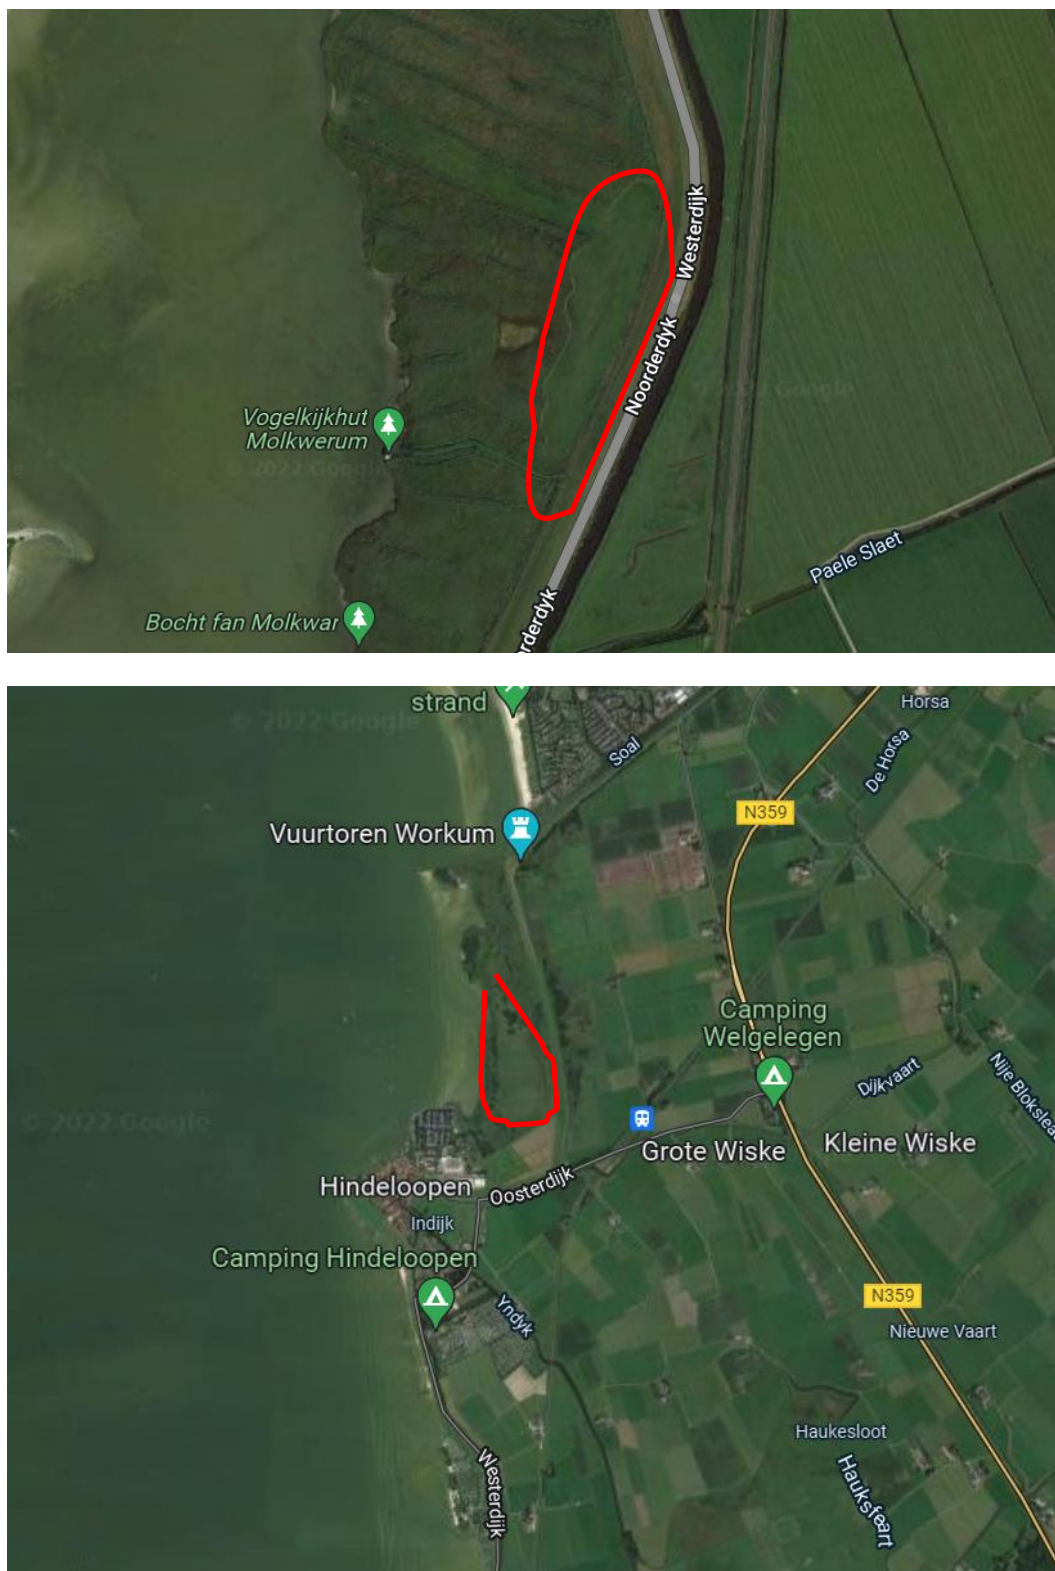 Westerdijk
Noorderdyk
© 2022 Google
Vogelkijkhut
Molkwerum
© 2022 Google
Paele Slaet
Bocht fan Molkwar
orderdyk
strand
© 2022 Google
Horsa
Soal
De Horsa
N359
Vuurtoren Workum
Camping
Welgelegen
Dijkvaart
Nije Bloksleat
© 2022 Google
Grote Wiske
Kleine Wiske
Hindeloopen
Oosterdijk
Indijk
Camping Hindeloopen
N359
Yndyk
Nieuwe Vaart
Haukesloot
Westerdijk
Hauksfeart